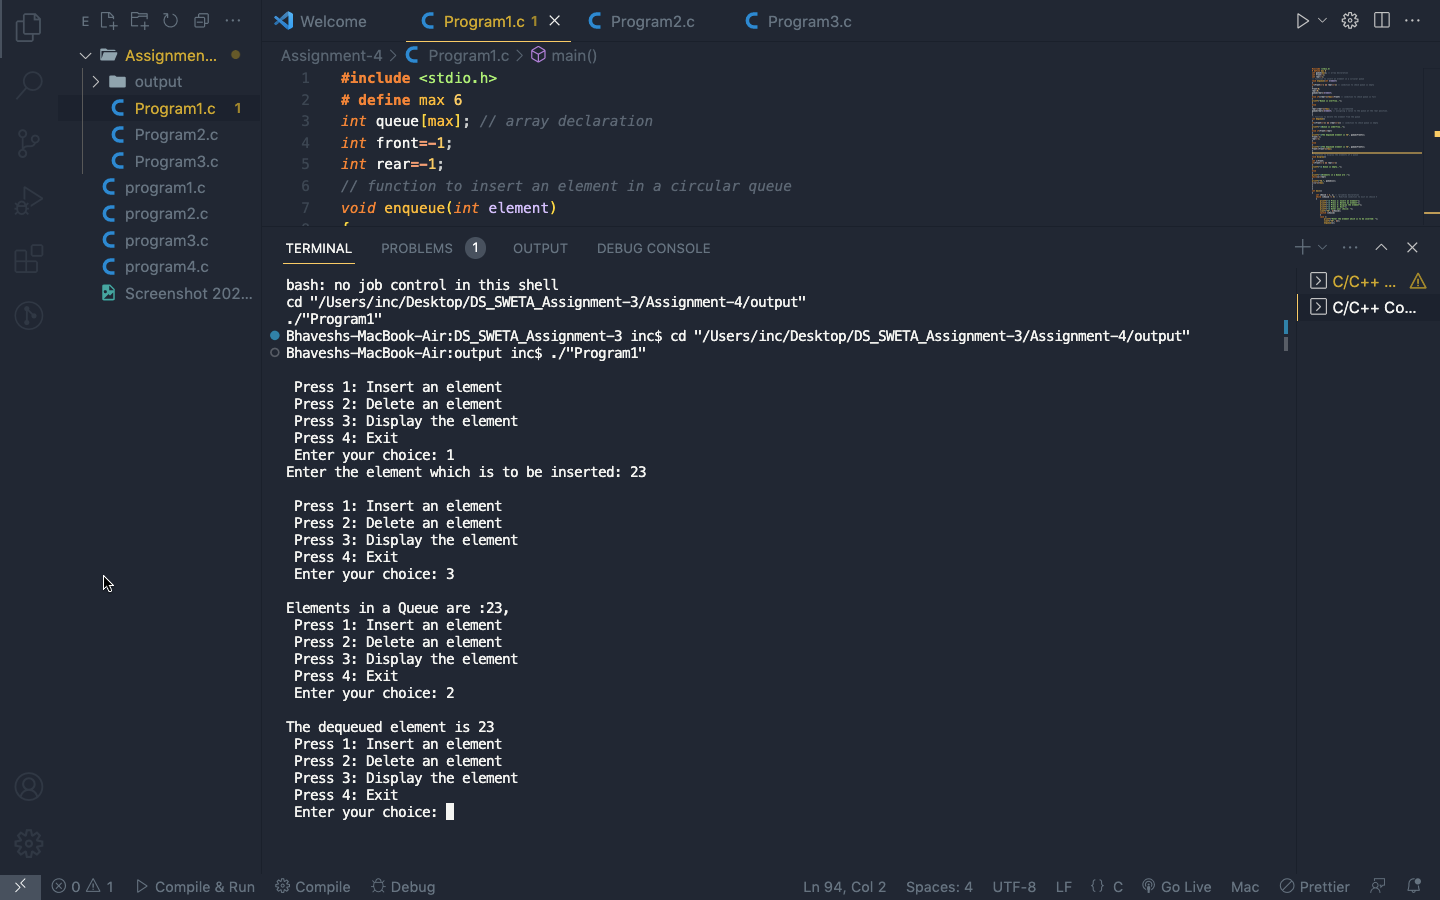 E
Welcome
Program1.c 1
Program2.c
Program3.c
Assignmen...
output
Program1.c 1
Program2.c
Program3.c
program1.c
program2.c
program3.c
program4.c
Screenshot 202...
Assignment-4 > Program1.c > main()
1 #include <stdio.h>
2 # define max 6
3 int queue[max]; // array declaration
4 int front=-1;
5 int rear=-1;
6 // function to insert an element in a circular queue
7 void enqueue(int element)
TERMINAL PROBLEMS 1 OUTPUT DEBUG CONSOLE
C/C++ ...
C/C++ Co...
bash: no job control in this shell
cd "/Users/inc/Desktop/DS_SWETA_Assignment-3/Assignment-4/output"
./"Program1"
Bhaveshs-MacBook-Air:DS_SWETA_Assignment-3 inc$ cd "/Users/inc/Desktop/DS_SWETA_Assignment-3/Assignment-4/output"
Bhaveshs-MacBook-Air:output inc$ ./"Program1"
Press 1: Insert an element
Press 2: Delete an element
Press 3: Display the element
Press 4: Exit
Enter your choice: 1
Enter the element which is to be inserted: 23
Press 1: Insert an element
Press 2: Delete an element
Press 3: Display the element
Press 4: Exit
Enter your choice: 3
Elements in a Queue are :23,
Press 1: Insert an element
Press 2: Delete an element
Press 3: Display the element
Press 4: Exit
Enter your choice: 2
The dequeued element is 23
Press 1: Insert an element
Press 2: Delete an element
Press 3: Display the element
Press 4: Exit
Enter your choice:
0 1 Compile & Run Compile Debug Ln 94, Col 2 Spaces: 4 UTF-8 LF {} C Go Live Mac Prettier